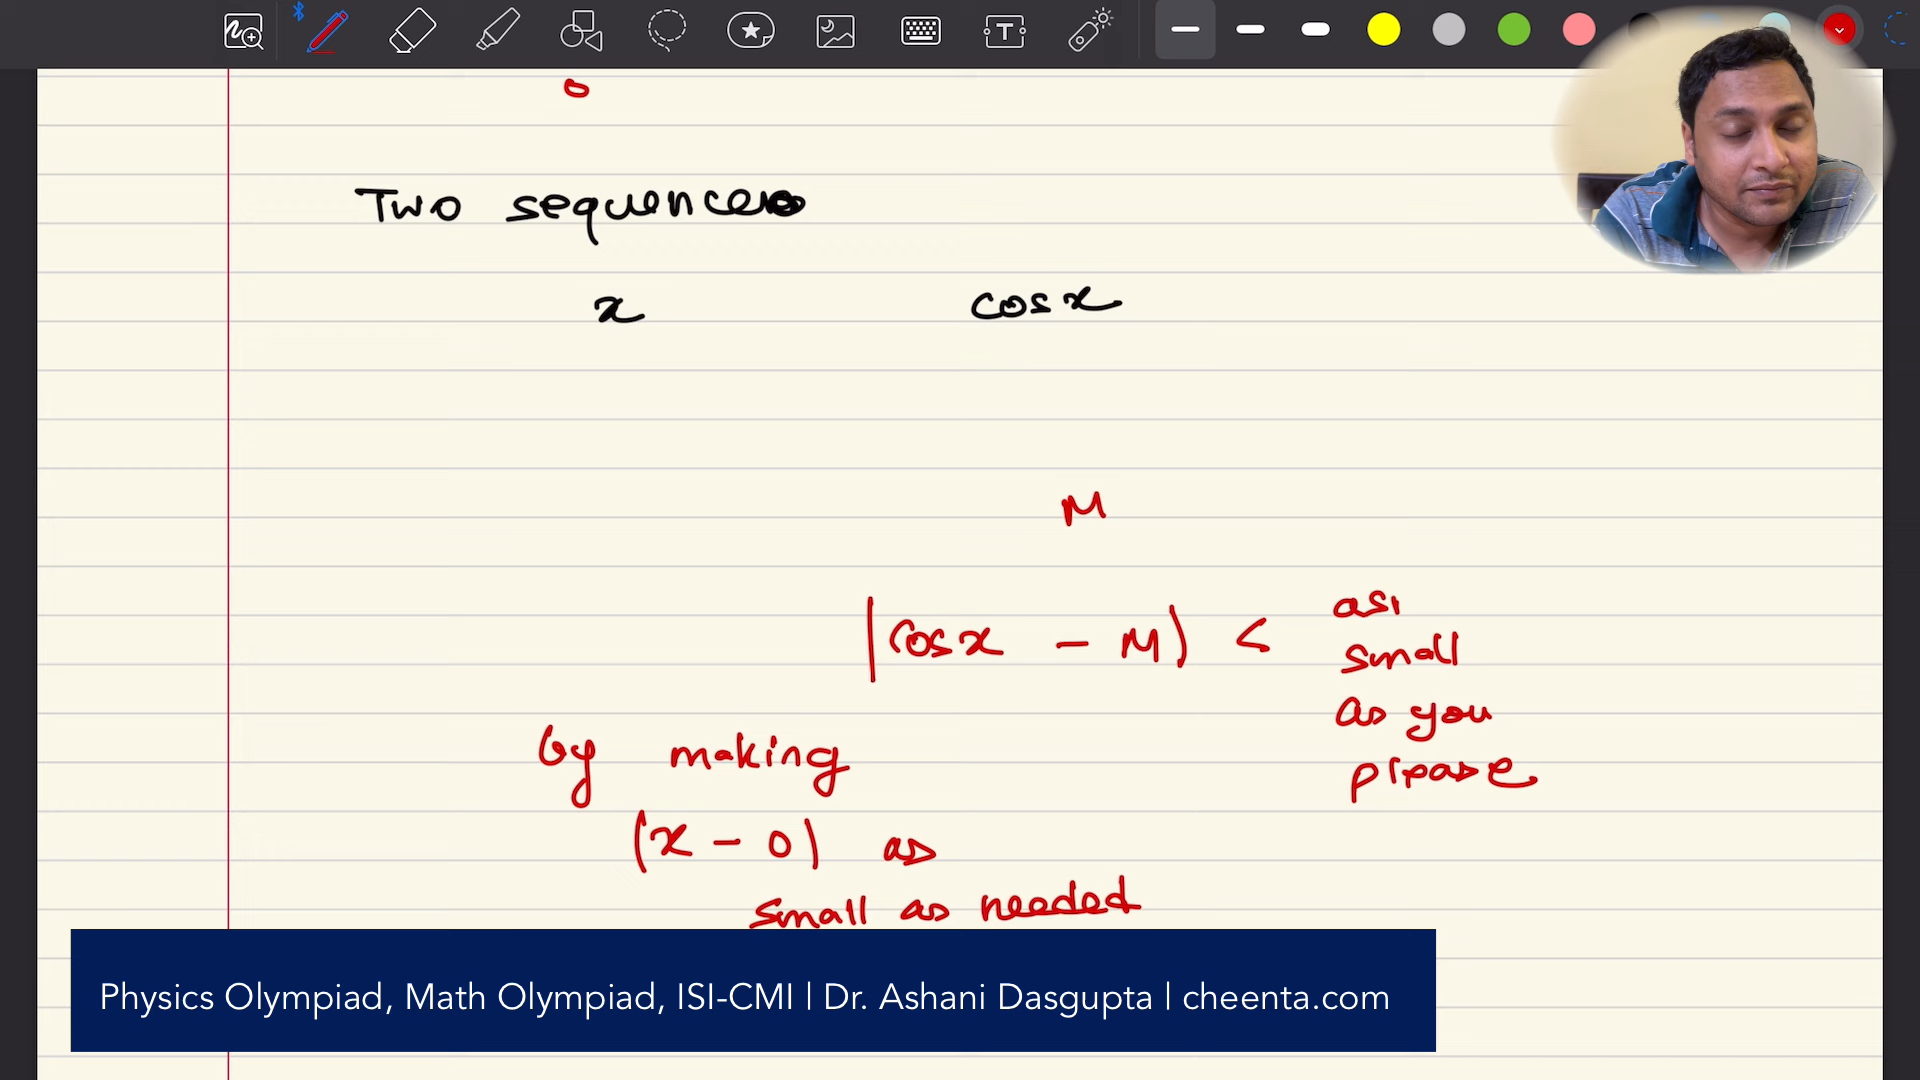 0
Two sequences
x cos x
M
|cos x - M| < as
small
as you
please
by making
|x - 0| as
small as needed
Physics Olympiad, Math Olympiad, ISI-CMI | Dr. Ashani Dasgupta | cheenta.com